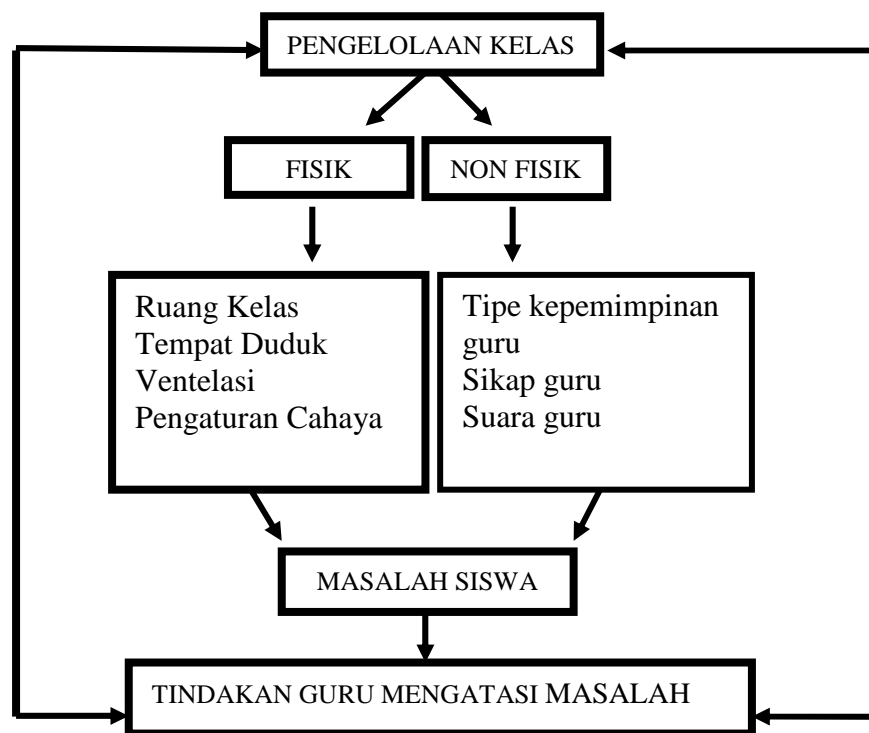 PENGELOLAAN KELAS
FISIK
NON FISIK
Ruang Kelas
Tempat Duduk
Ventelasi
Pengaturan Cahaya
Tipe kepemimpinan
guru
Sikap guru
Suara guru
MASALAH SISWA
TINDAKAN GURU MENGATASI MASALAH